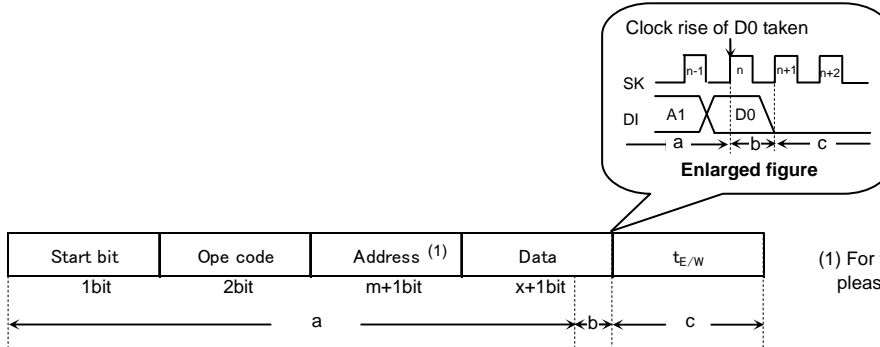 Clock rise of D0 taken
SK
n-1
n
n+1
n+2
DI
A1
D0
a
b
c
Enlarged figure
Start bit
Ope code
Address (1)
Data
tE/W
1bit
2bit
m+1bit
x+1bit
a
b
c
(1) For
pleas